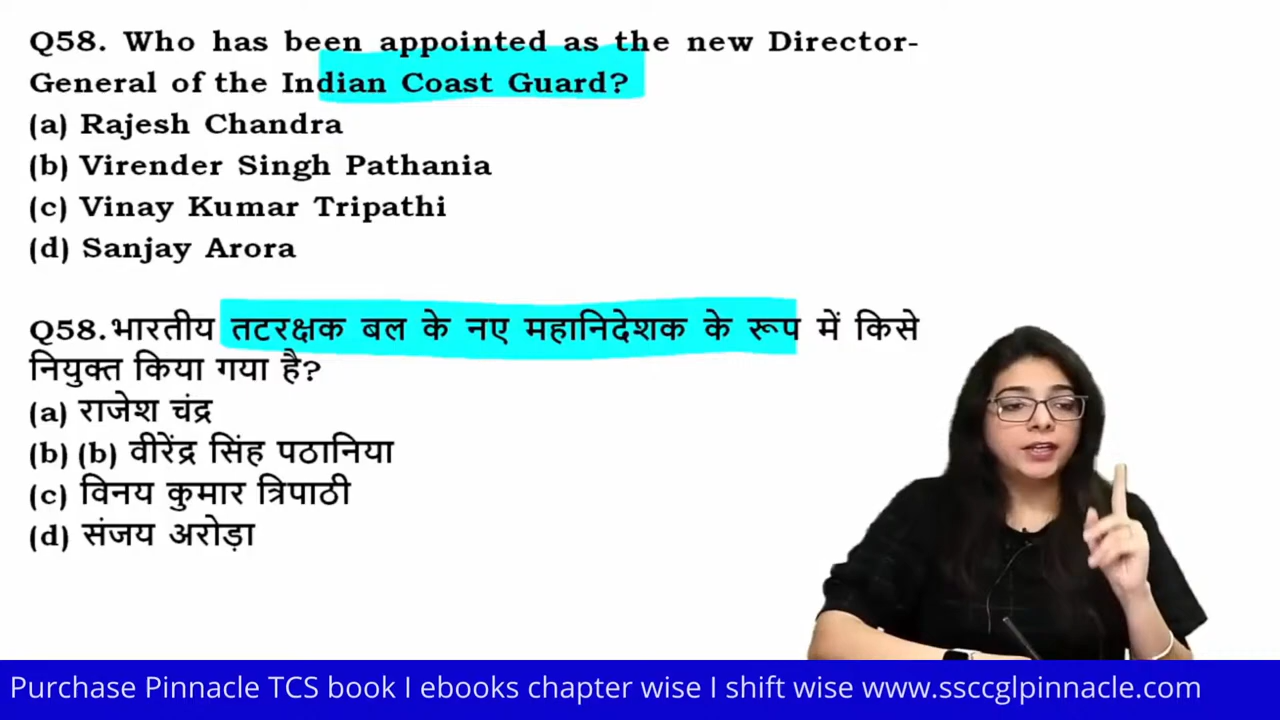 Q58. Who has been appointed as the new Director-
General of the Indian Coast Guard?
(a) Rajesh Chandra
(b) Virender Singh Pathania
(c) Vinay Kumar Tripathi
(d) Sanjay Arora
Q58.भारतीय तटरक्षक बल के नए महानिदेशक के रूप में किसे
नियुक्त किया गया है?
(a) राजेश चंद्र
(b) (b) वीरेंद्र सिंह पठानिया
(c) विनय कुमार त्रिपाठी
(d) संजय अरोड़ा
Purchase Pinnacle TCS book I ebooks chapter wise I shift wise www.ssccglpinnacle.com